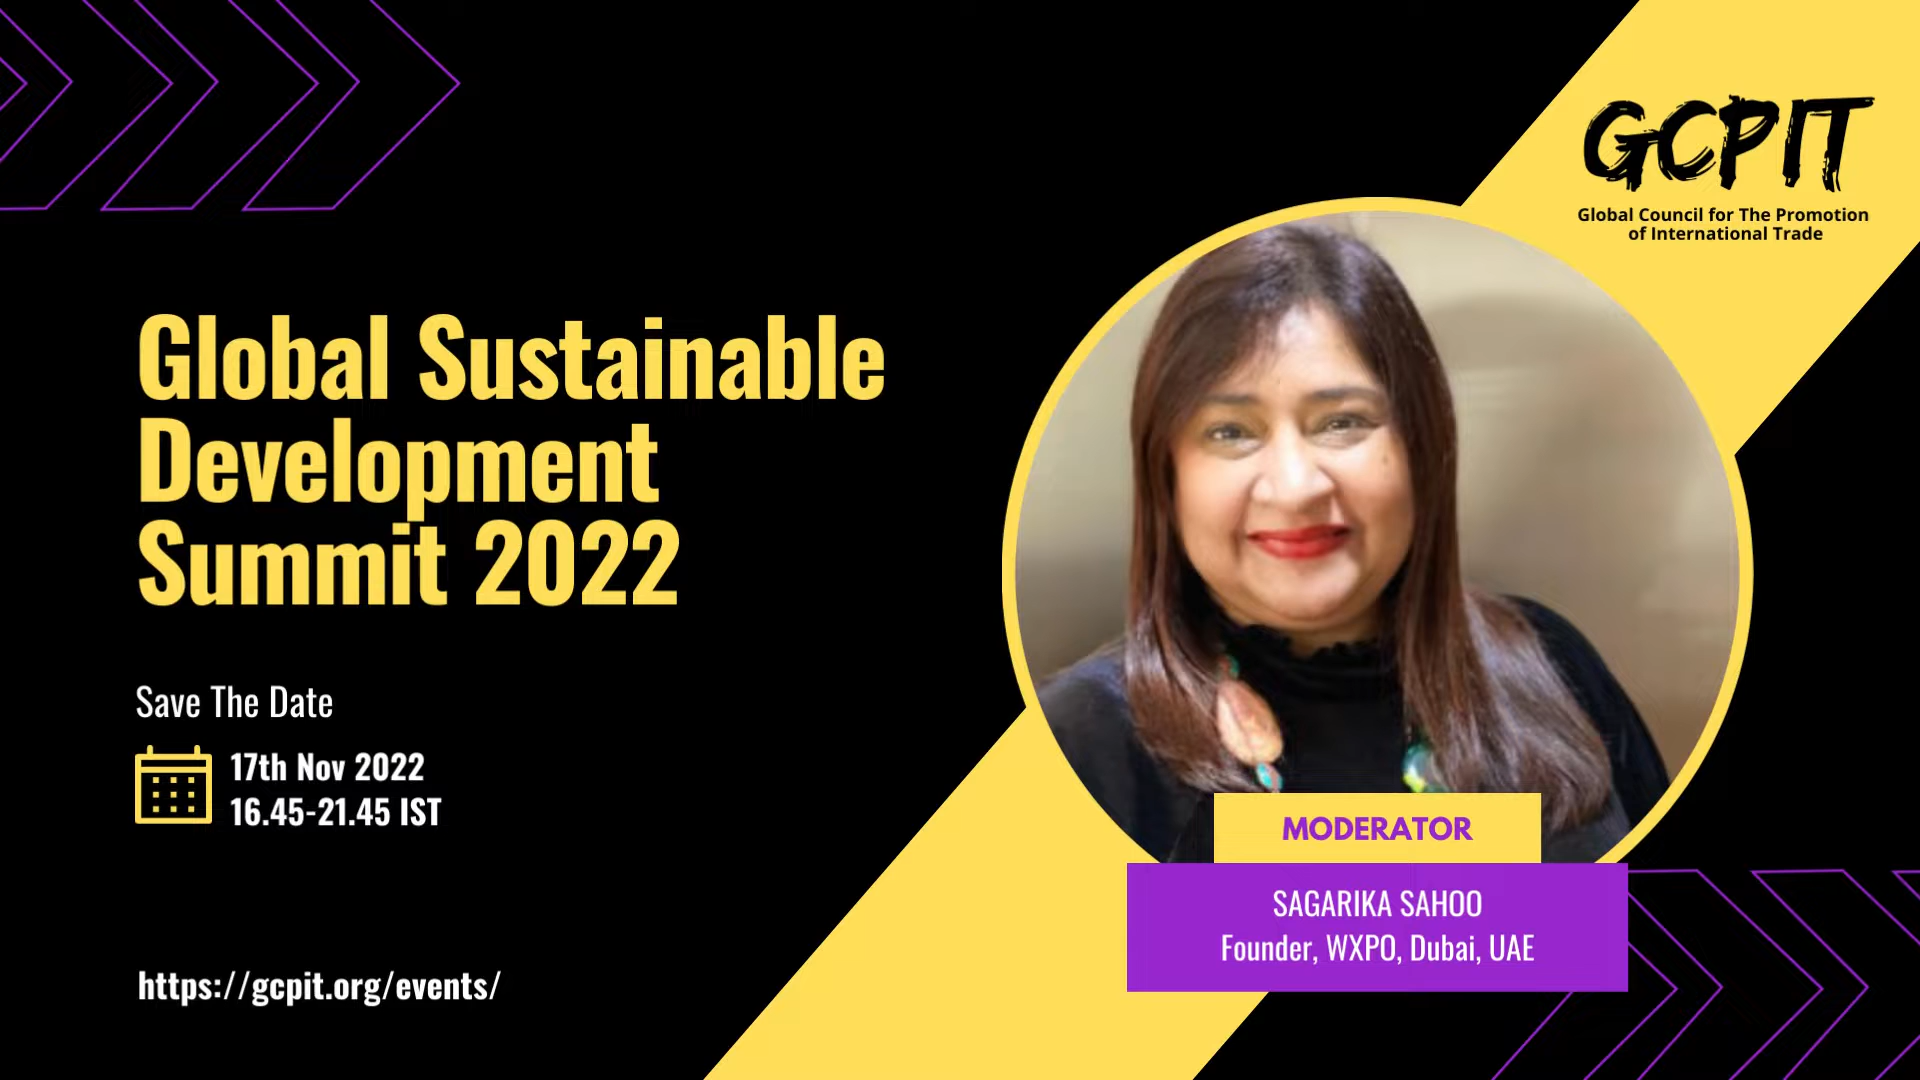 GCPIT
Global Council for The Promotion
of International Trade
Global Sustainable
Development
Summit 2022
Save The Date
17th Nov 2022
16.45-21.45 IST
https://gcpit.org/events/
MODERATOR
SAGARIKA SAHOO
Founder, WXPO, Dubai, UAE